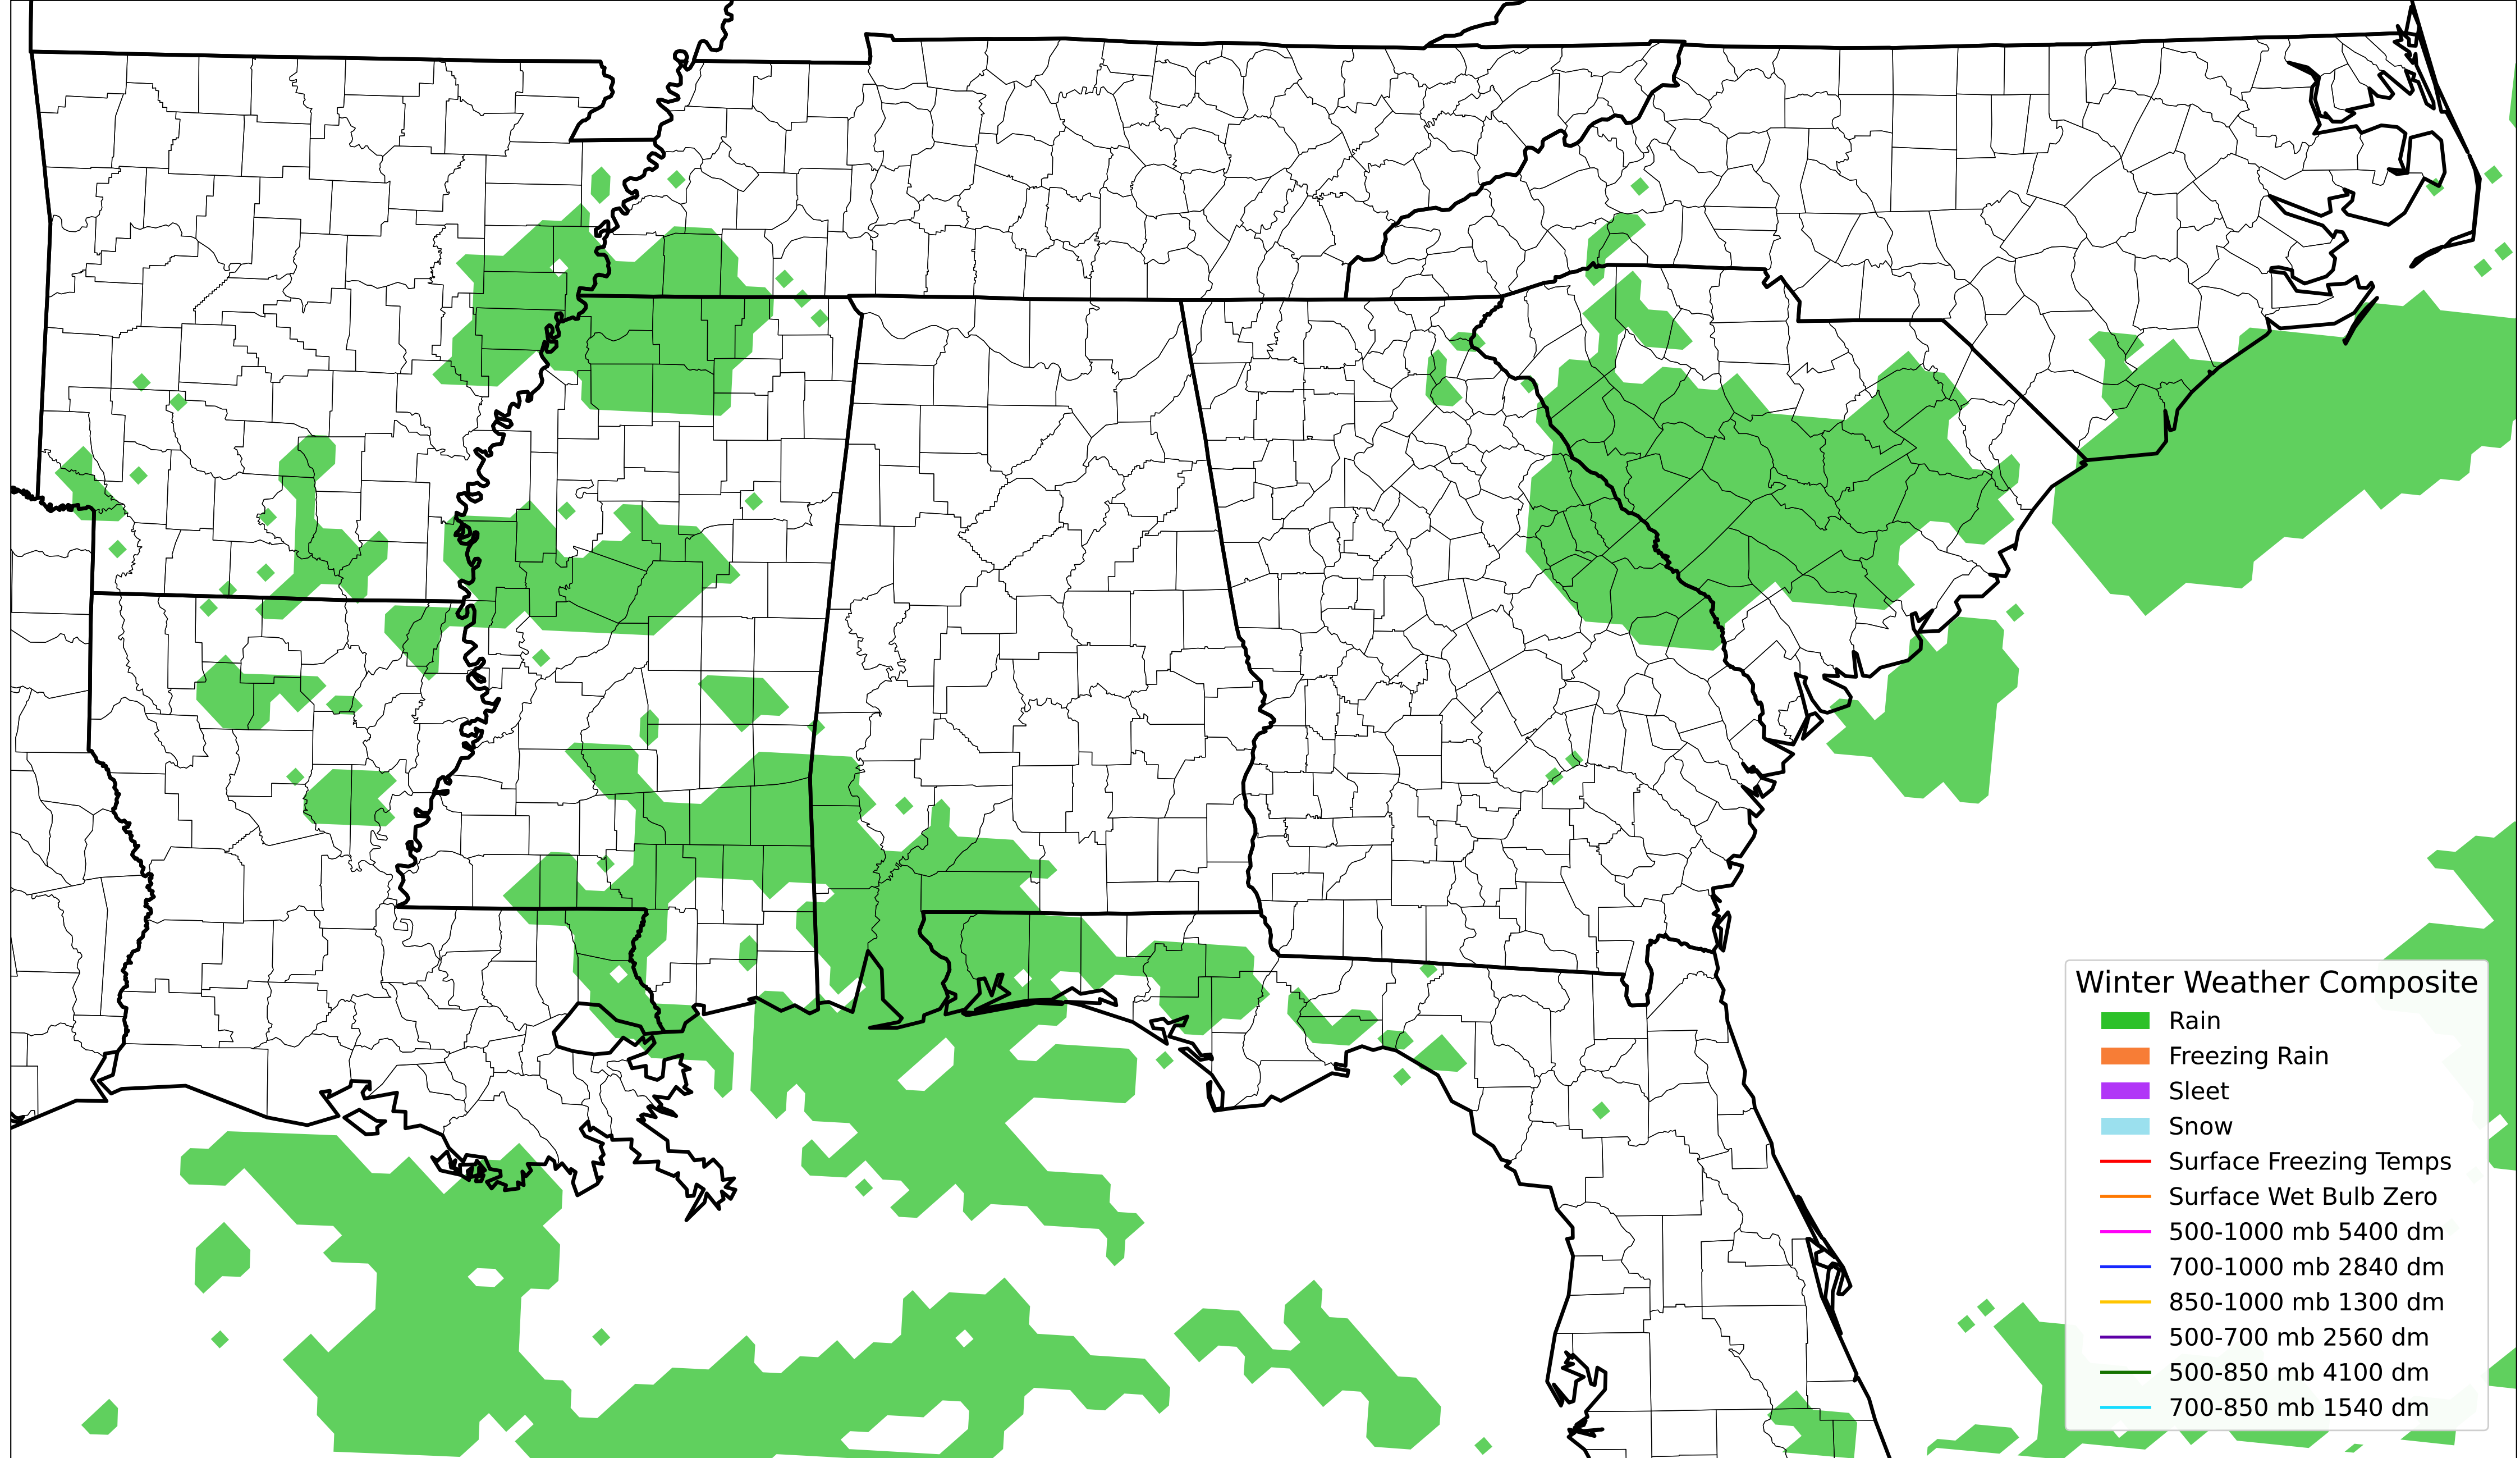 Winter Weather Composite
Rain
Freezing Rain
Sleet
Snow
Surface Freezing Temps
Surface Wet Bulb Zero
500-1000 mb 5400 dm
700-1000 mb 2840 dm
850-1000 mb 1300 dm
500-700 mb 2560 dm
500-850 mb 4100 dm
700-850 mb 1540 dm